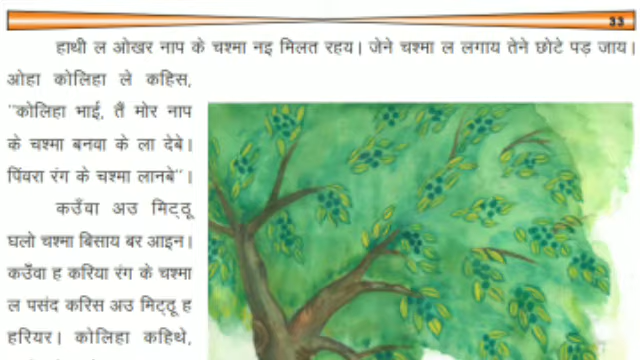 33
हाथी ल ओखर नाप के चश्मा नइ मिलत रहय। जेने चश्मा ल लगाय तेने छोटे पड़ जाय।
ओहा कोलिहा ले कहिस,
"कोलिहा भाई, तैं मोर नाप
के चश्मा बनवा के ला देबे।
पिंवरा रंग के चश्मा लानबे"।
कउँवा अउ मिट्ठू
घलो चश्मा बिसाय बर आइन।
कउँवा ह करिया रंग के चश्मा
ल पसंद करिस अउ मिट्ठू ह
हरियर। कोलिहा कहिथे,